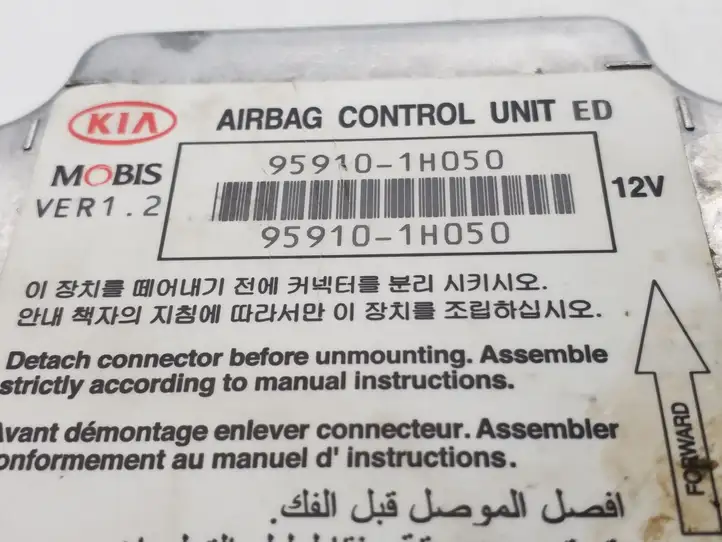 KIA AIRBAG CONTROL UNIT ED
MOBIS
VER1.2
95910-1H050
95910-1H050
12V
이 장치를 떼어내기 전에 커넥터를 분리 시키시오.
안내 책자의 지침에 따라서만 이 장치를 조립하십시오.
Detach connector before unmounting. Assemble
strictly according to manual instructions.
Avant démontage enlever connecteur. Assembler
onformement au manuel d' instructions.
افصل الموصل قبل الفك.
FORWARD